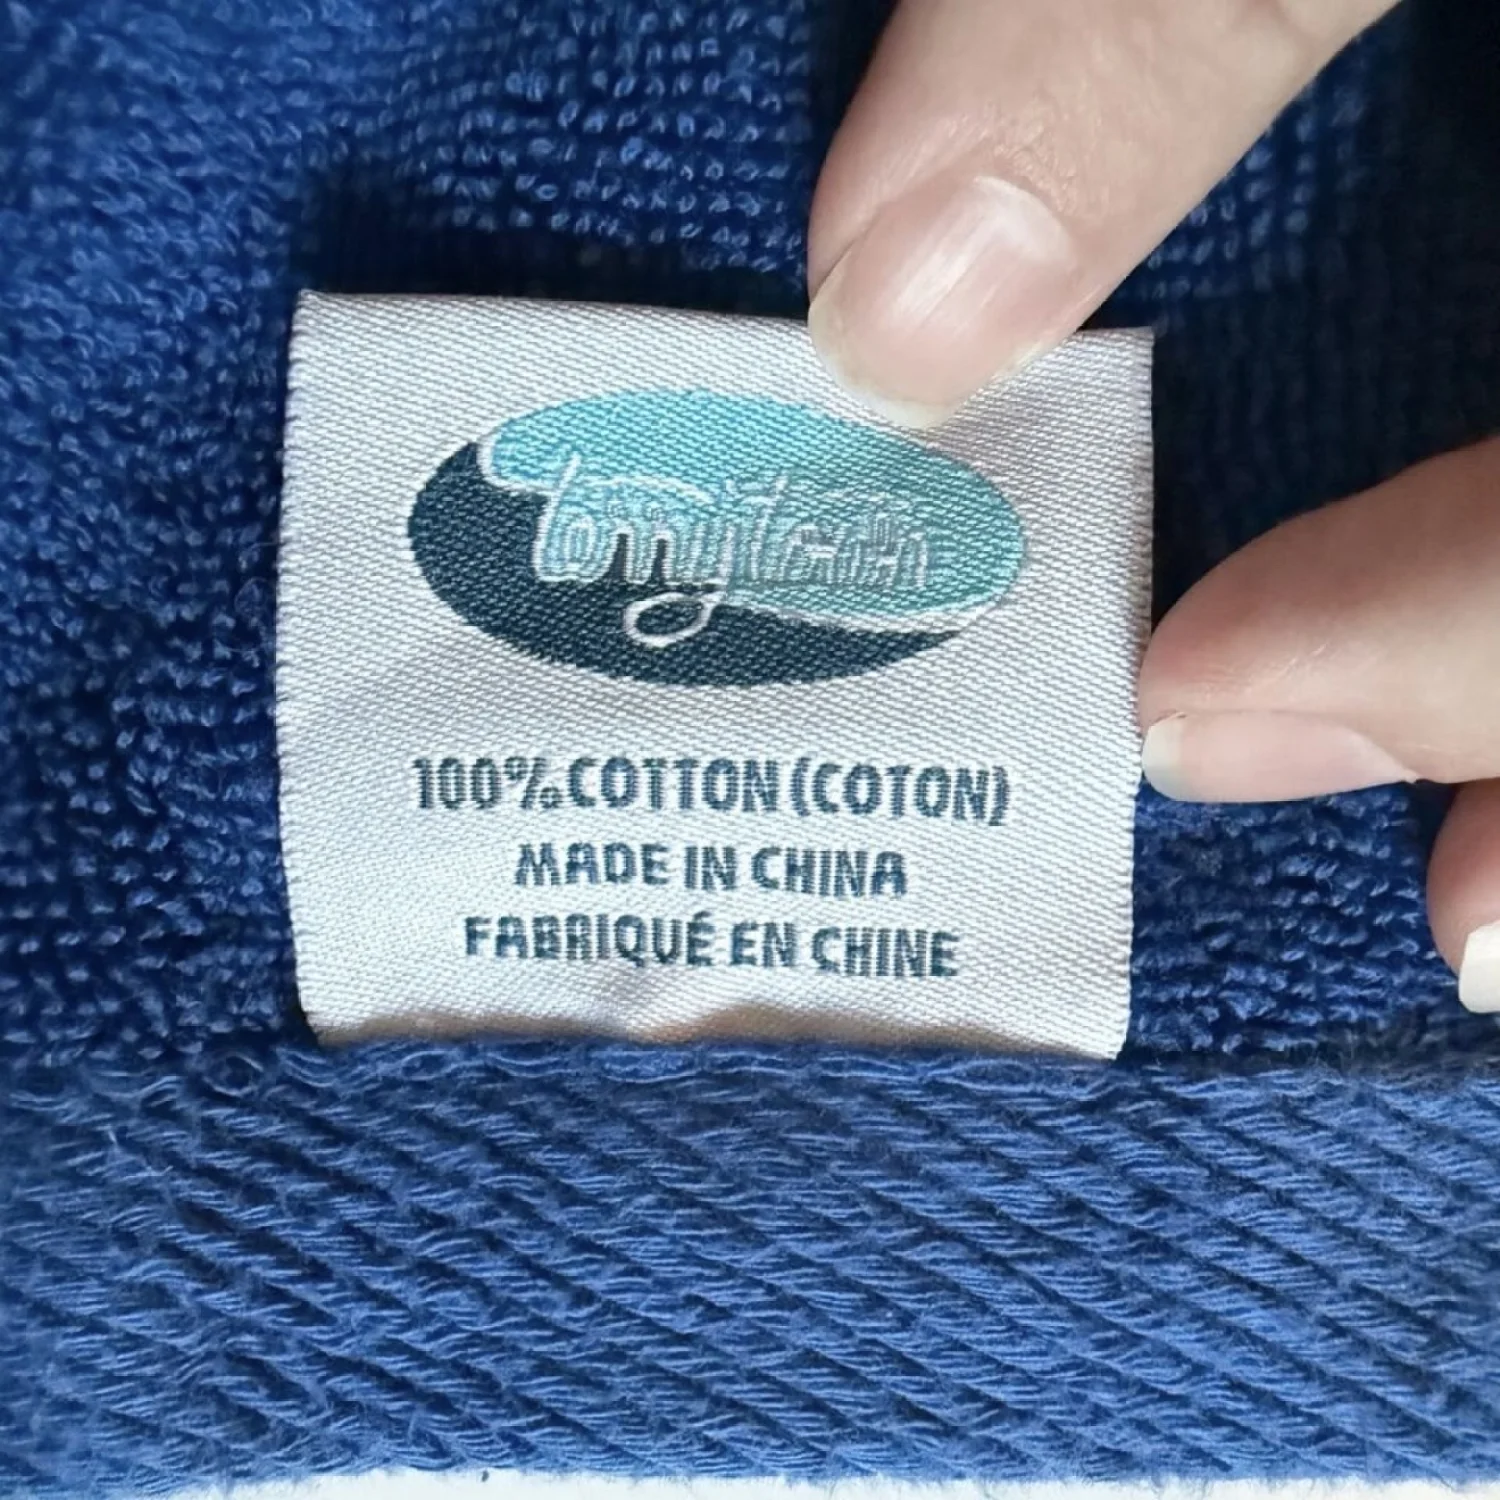 100% COTTON (COTON)
MADE IN CHINA
FABRIQUÉ EN CHINE